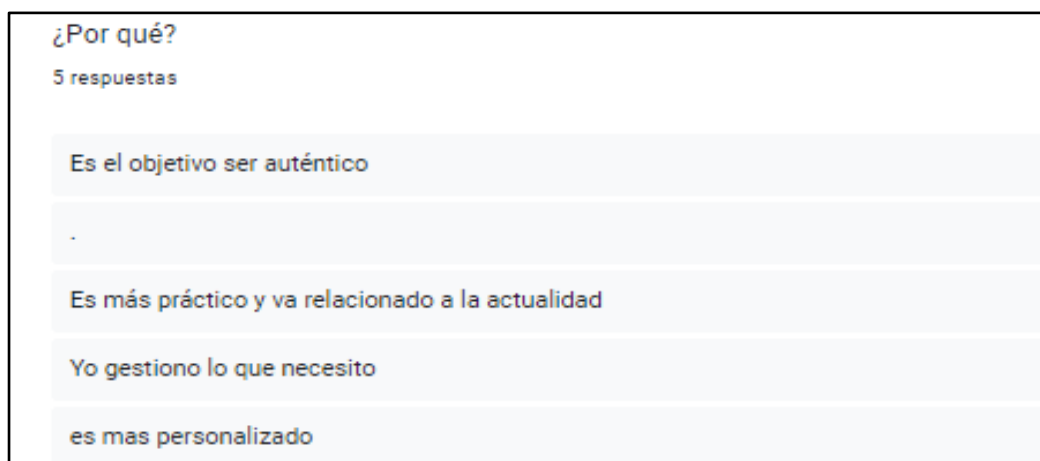 ¿Por qué?
5 respuestas
Es el objetivo ser auténtico
.
Es más práctico y va relacionado a la actualidad
Yo gestiono lo que necesito
es mas personalizado